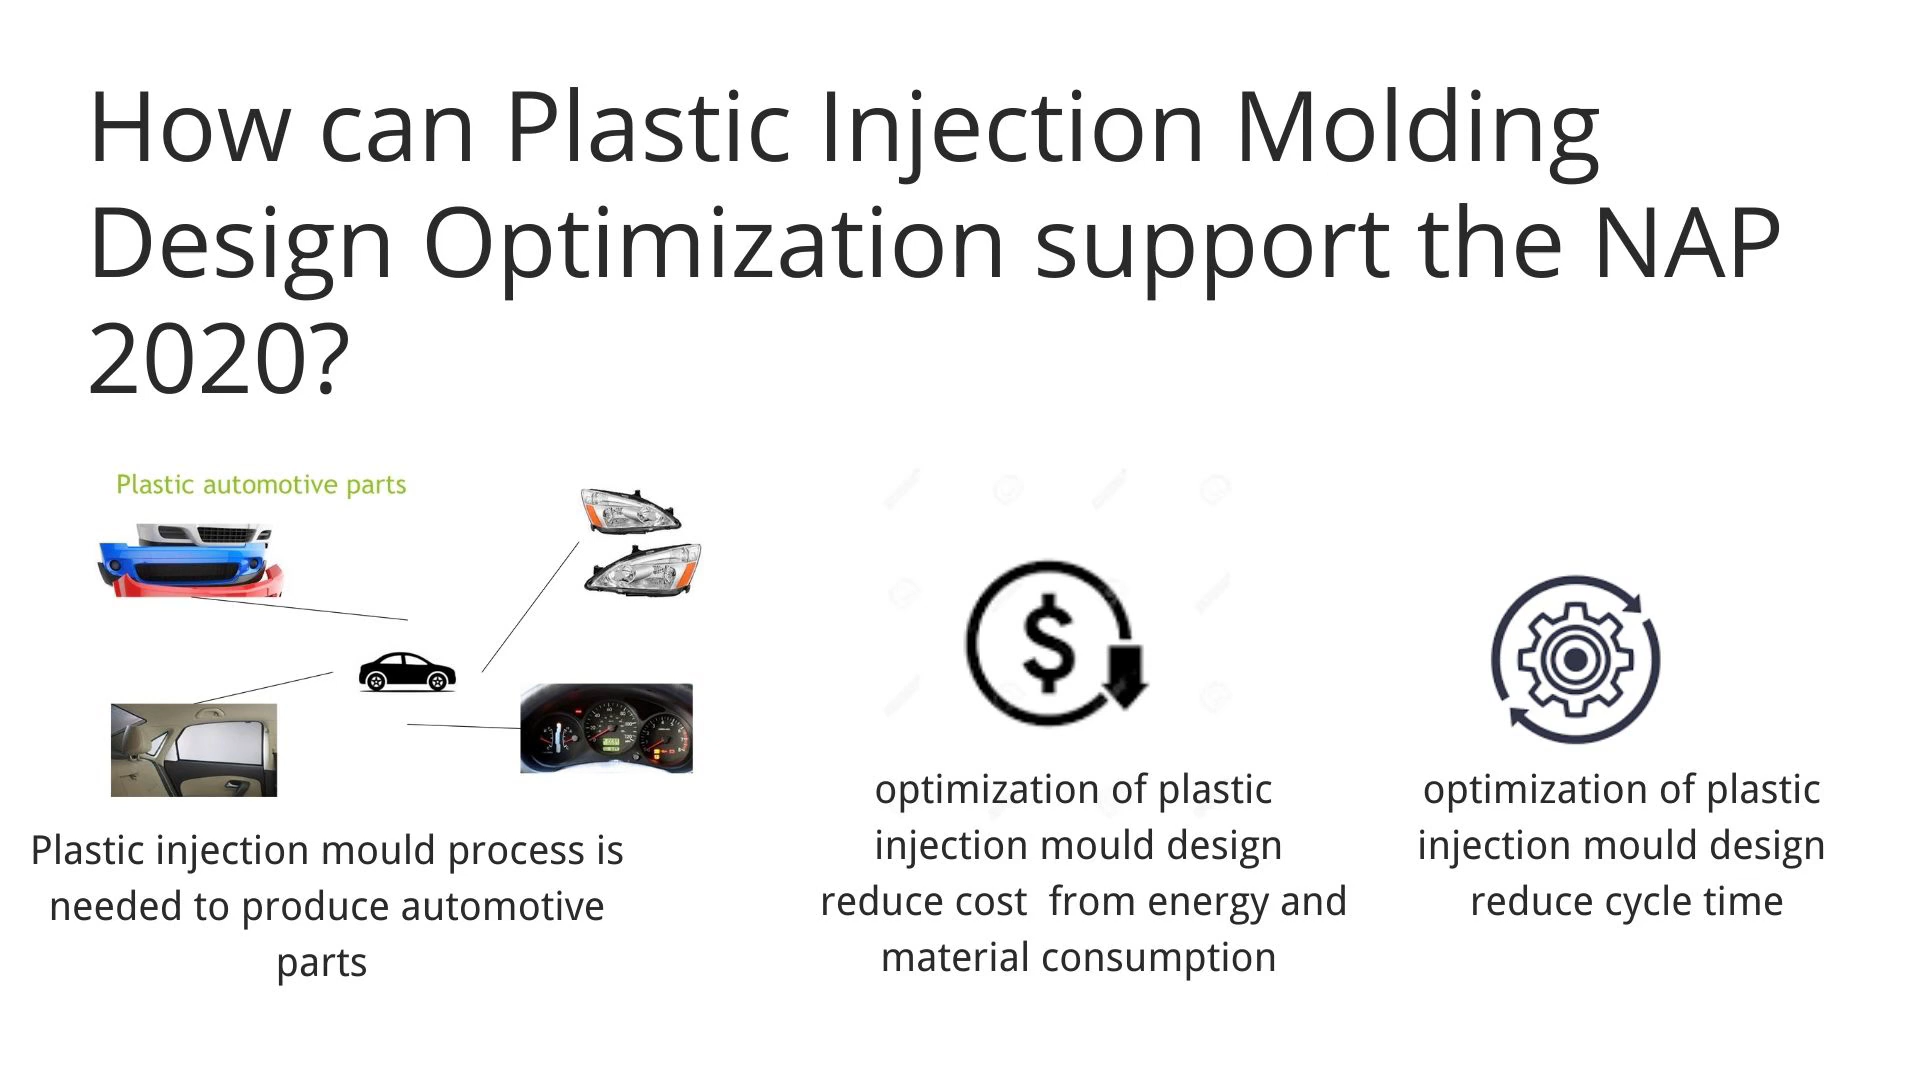 How can Plastic Injection Molding
Design Optimization support the NAP
2020?
Plastic automotive parts
Plastic injection mould process is
needed to produce automotive
parts
$
optimization of plastic
injection mould design
reduce cost  from energy and
material consumption
optimization of plastic
injection mould design
reduce cycle time